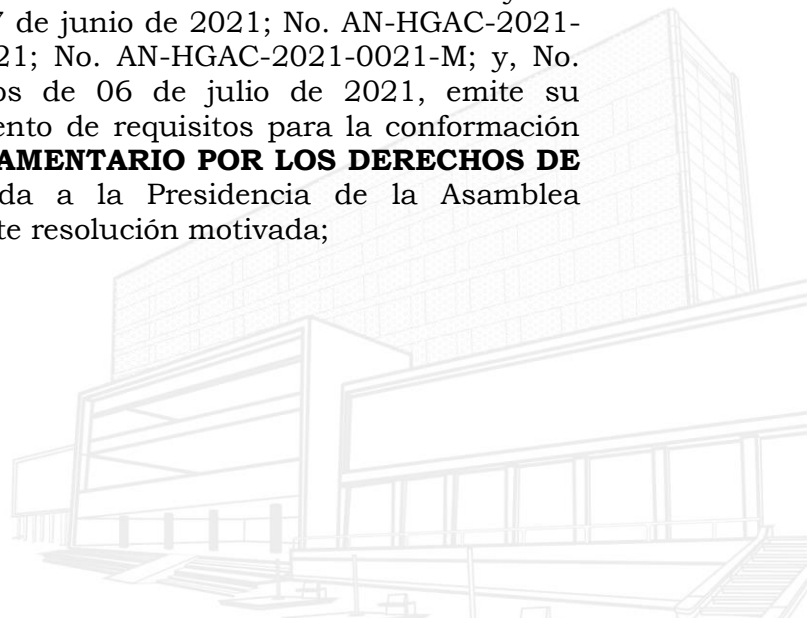 7 de junio de 2021; No. AN-HGAC-2021-
21; No. AN-HGAC-2021-0021-M; y, No.
os de 06 de julio de 2021, emite su
ento de requisitos para la conformación
AMENTARIO POR LOS DERECHOS DE
da a la Presidencia de la Asamblea
te resolución motivada;